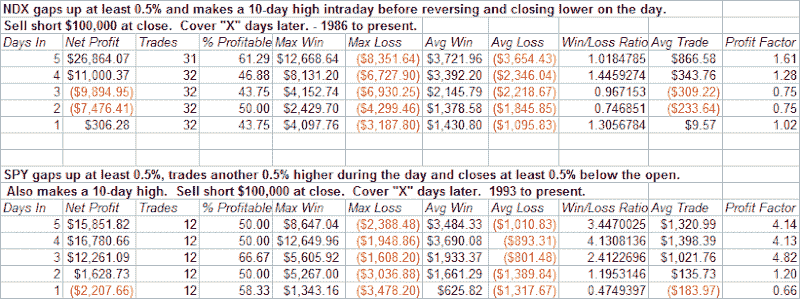 NDX gaps up at least 0.5% and makes a 10-day high intraday before reversing and closing lower on the day.
Sell short $100,000 at close. Cover "X" days later. - 1986 to present.
Days In Net Profit Trades % Profitable Max Win Max Loss Avg Win Avg Loss Win/Loss Ratio Avg Trade Profit Factor
5 $26,864.07 31 61.29 $12,668.64 ($8,351.64) $3,721.96 ($3,654.43) 1.0184785 $866.58 1.61
4 $11,000.37 32 46.88 $8,131.20 ($6,727.90) $3,392.20 ($2,346.04) 1.4459274 $343.76 1.28
3 ($9,894.95) 32 43.75 $4,152.74 ($6,930.25) $2,145.79 ($2,218.67) 0.967153 ($309.22) 0.75
2 ($7,476.41) 32 50.00 $2,429.70 ($4,299.46) $1,378.58 ($1,845.85) 0.746851 ($233.64) 0.75
1 $306.28 32 43.75 $4,097.76 ($3,187.80) $1,430.80 ($1,095.83) 1.3056784 $9.57 1.02
SPY gaps up at least 0.5%, trades another 0.5% higher during the day and closes at least 0.5% below the open.
Also makes a 10-day high. Sell short $100,000 at close. Cover "X" days later. 1993 to present.
Days In Net Profit Trades % Profitable Max Win Max Loss Avg Win Avg Loss Win/Loss Ratio Avg Trade Profit Factor
5 $15,851.82 12 50.00 $8,647.04 ($2,388.48) $3,484.33 ($1,010.83) 3.4470025 $1,320.99 4.14
4 $16,780.66 12 50.00 $12,649.96 ($1,948.86) $3,690.08 ($893.31) 4.1308136 $1,398.39 4.13
3 $12,261.09 12 66.67 $5,605.92 ($1,608.20) $1,933.37 ($801.48) 2.4122696 $1,021.76 4.82
2 $1,628.73 12 50.00 $5,267.00 ($3,036.88) $1,661.29 ($1,389.84) 1.1953146 $135.73 1.20
1 ($2,207.66) 12 58.33 $1,343.16 ($3,478.20) $625.82 ($1,317.67) 0.4749397 ($183.97) 0.66